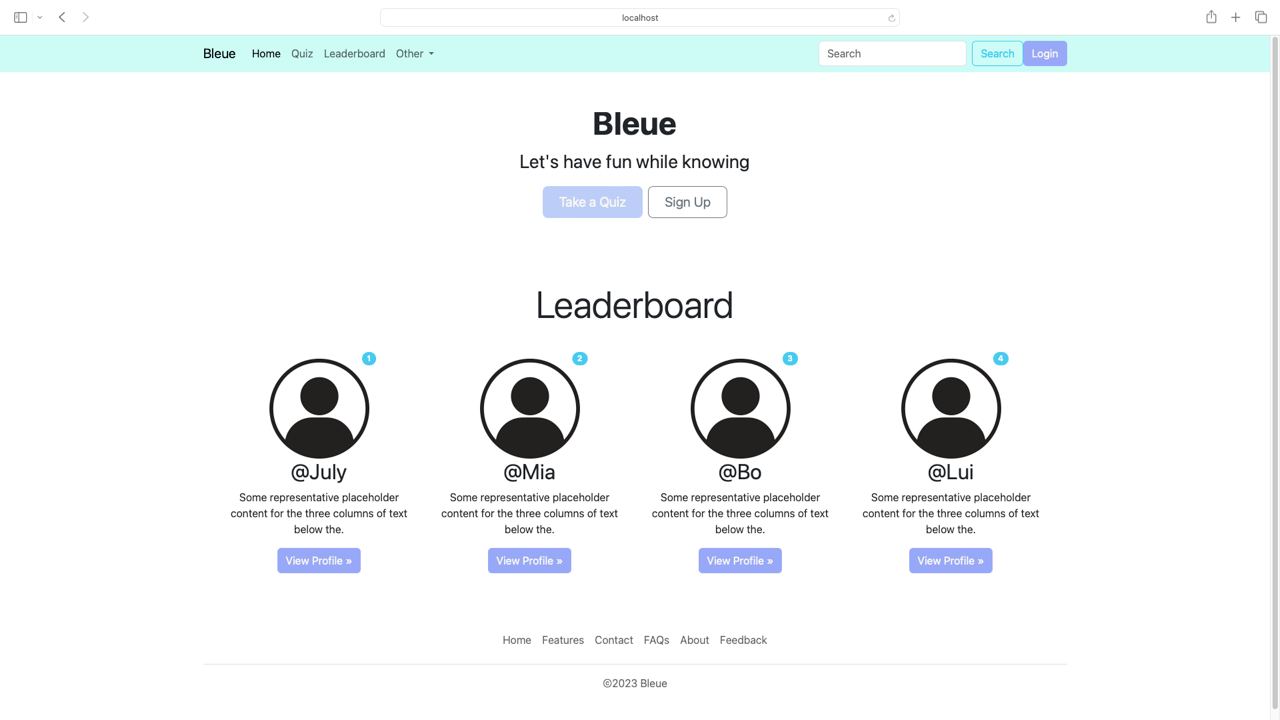 localhost
Bleue Home Quiz Leaderboard Other Search Search Login
Bleue
Let's have fun while knowing
Take a Quiz Sign Up
Leaderboard
1 2 3 4
@July @Mia @Bo @Lui
Some representative placeholder Some representative placeholder Some representative placeholder Some representative placeholder
content for the three columns of text content for the three columns of text content for the three columns of text content for the three columns of text
below the. below the. below the. below the.
View Profile » View Profile » View Profile » View Profile »
Home Features Contact FAQs About Feedback
©2023 Bleue